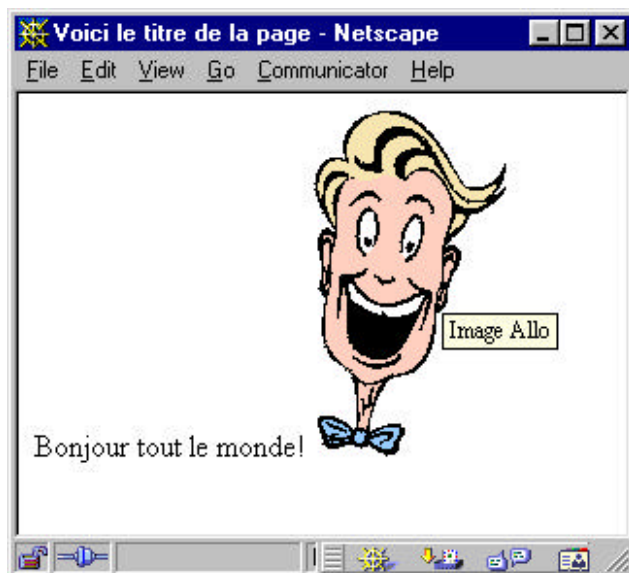 Voici le titre de la page - Netscape
File Edit View Go Communicator Help
Image Allo
Bonjour tout le monde!